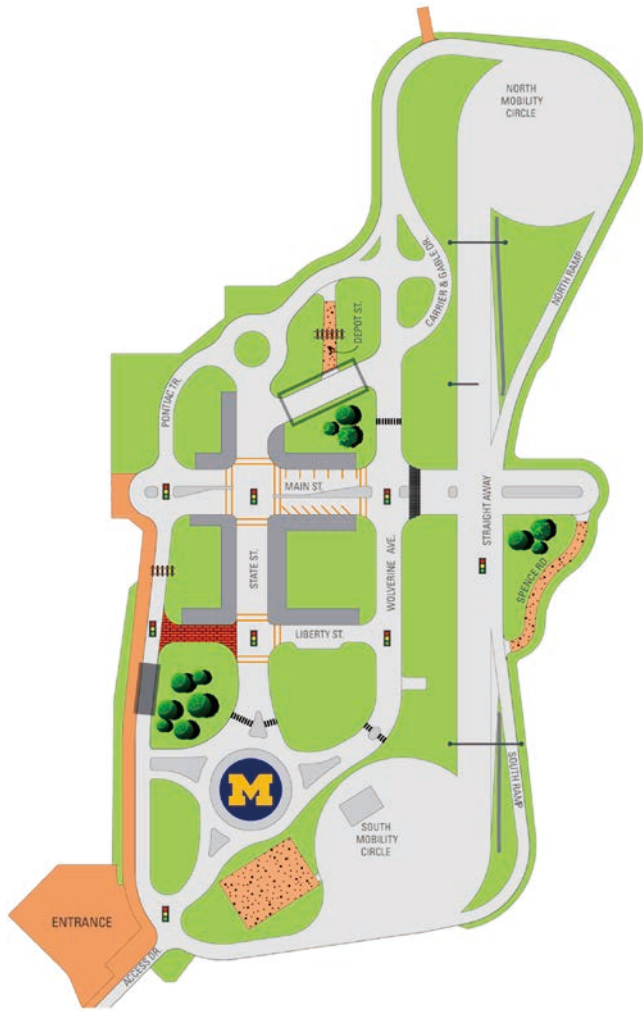 NORTH
MOBILITY
CIRCLE
CARRIER & GABLE DR.
NORTH RAMP
DEPOT ST.
PONTIAC TR.
MAIN ST.
STRAIGHT AWAY
STATE ST.
WOLVERINE AVE.
SPENCE RD.
LIBERTY ST.
M
SOUTH RAMP
SOUTH
MOBILITY
CIRCLE
ENTRANCE
ACCESS DR.